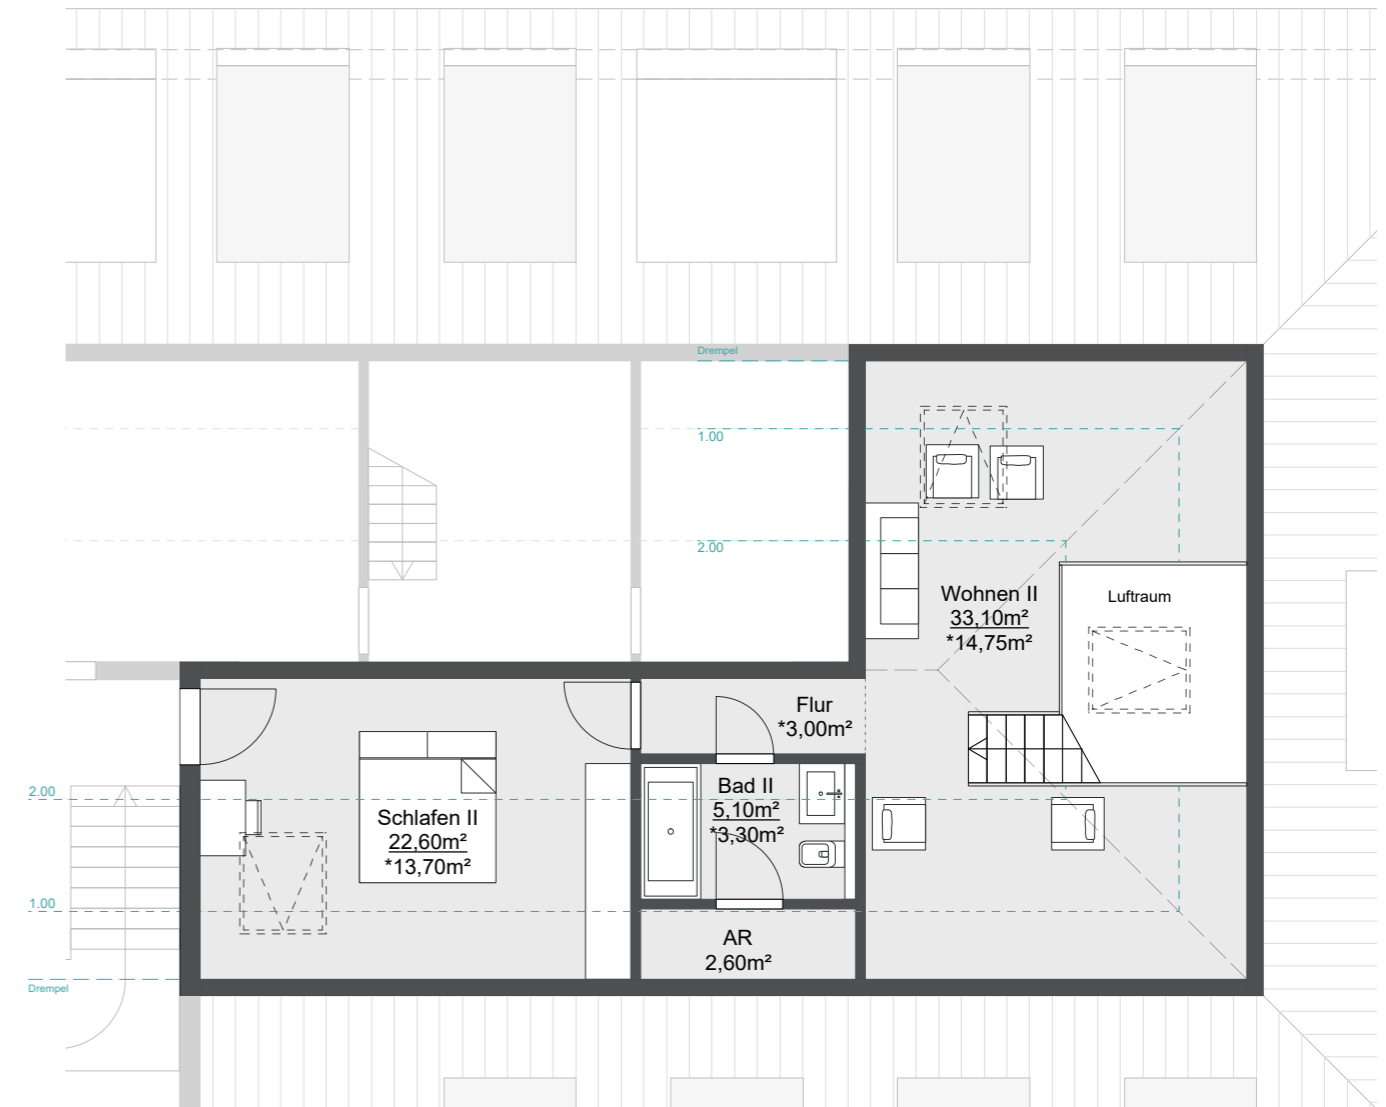 Drempel
1.00
2.00
Wohnen II
33,10m²
*14,75m²
Luftraum
Flur
*3,00m²
2.00
Schlafen II
22,60m²
*13,70m²
Bad II
5,10m²
*3,30m²
1.00
AR
2,60m²
Drempel